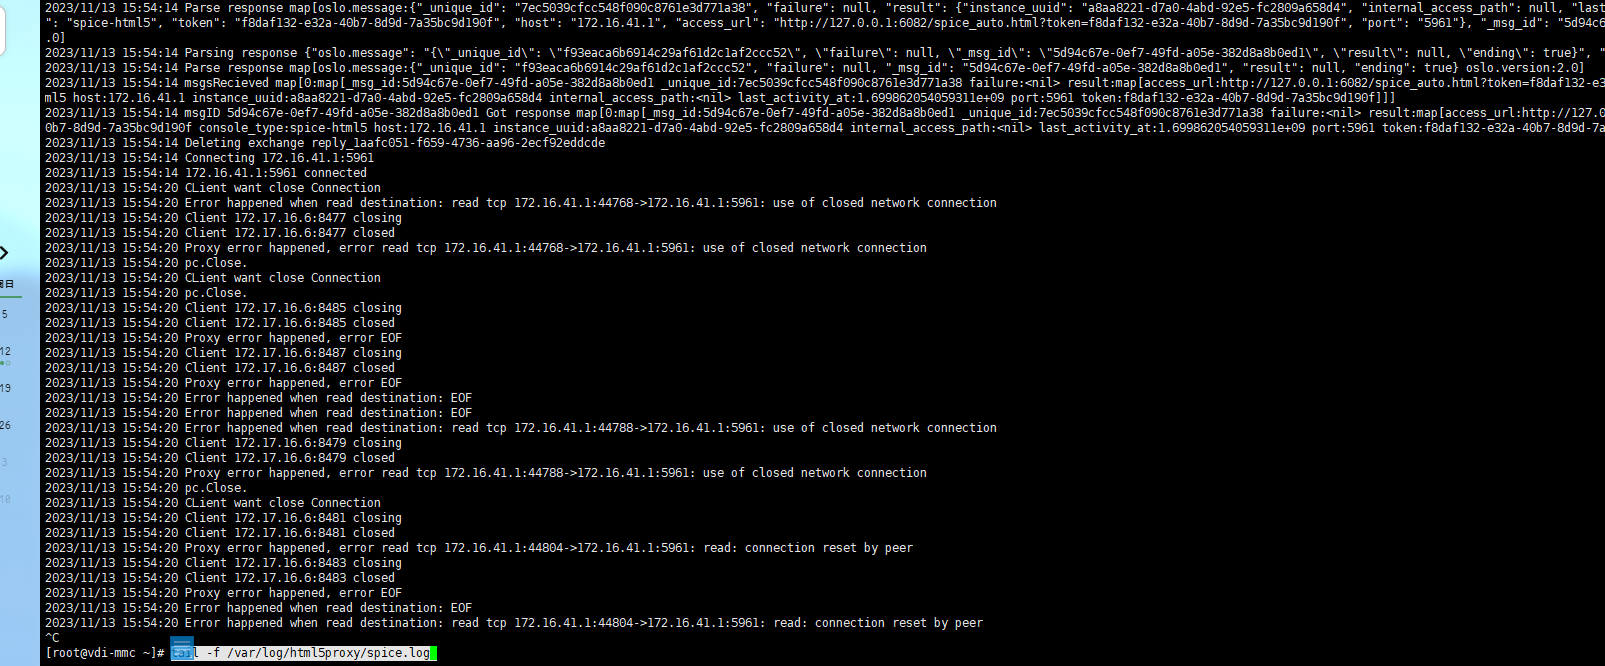 2023/11/13 15:54:14 Parse response map[oslo.message:{"_unique_id": "7ec5039cfcc548f090c8761e3d771a38", "failure": null, "result": {"instance_uuid": "a8aa8221-d7a0-4abd-92e5-fc2809a658d4", "internal_access_path": null, "last
": "spice-html5", "token": "f8daf132-e32a-40b7-8d9d-7a35bc9d190f", "host": "172.16.41.1", "access_url": "http://127.0.0.1:6082/spice_auto.html?token=f8daf132-e32a-40b7-8d9d-7a35bc9d190f", "port": "5961"}, "_msg_id": "5d94c6
.0]
2023/11/13 15:54:14 Parsing response {"oslo.message": "{\"_unique_id\": \"f93eaca6b6914c29af61d2c1af2ccc52\", \"failure\": null, \"_msg_id\": \"5d94c67e-0ef7-49fd-a05e-382d8a8b0ed1\", \"result\": null, \"ending\": true}", "
2023/11/13 15:54:14 Parse response map[oslo.message:{"_unique_id": "f93eaca6b6914c29af61d2c1af2ccc52", "failure": null, "_msg_id": "5d94c67e-0ef7-49fd-a05e-382d8a8b0ed1", "result": null, "ending": true} oslo.version:2.0]
2023/11/13 15:54:14 msgsRecieved map[0:map[_msg_id:5d94c67e-0ef7-49fd-a05e-382d8a8b0ed1 _unique_id:7ec5039cfcc548f090c8761e3d771a38 failure:<nil> result:map[access_url:http://127.0.0.1:6082/spice_auto.html?token=f8daf132-e3
ml5 host:172.16.41.1 instance_uuid:a8aa8221-d7a0-4abd-92e5-fc2809a658d4 internal_access_path:<nil> last_activity_at:1.699862054059311e+09 port:5961 token:f8daf132-e32a-40b7-8d9d-7a35bc9d190f]]]
2023/11/13 15:54:14 msgID 5d94c67e-0ef7-49fd-a05e-382d8a8b0ed1 Got response map[0:map[_msg_id:5d94c67e-0ef7-49fd-a05e-382d8a8b0ed1 _unique_id:7ec5039cfcc548f090c8761e3d771a38 failure:<nil> result:map[access_url:http://127.0
0b7-8d9d-7a35bc9d190f console_type:spice-html5 host:172.16.41.1 instance_uuid:a8aa8221-d7a0-4abd-92e5-fc2809a658d4 internal_access_path:<nil> last_activity_at:1.699862054059311e+09 port:5961 token:f8daf132-e32a-40b7-8d9d-7a
2023/11/13 15:54:14 Deleting exchange reply_1aafc051-f659-4736-aa96-2ecf92eddcde
2023/11/13 15:54:14 Connecting 172.16.41.1:5961
2023/11/13 15:54:14 172.16.41.1:5961 connected
2023/11/13 15:54:20 CLient want close Connection
2023/11/13 15:54:20 Error happened when read destination: read tcp 172.16.41.1:44768->172.16.41.1:5961: use of closed network connection
2023/11/13 15:54:20 Client 172.17.16.6:8477 closing
2023/11/13 15:54:20 Client 172.17.16.6:8477 closed
2023/11/13 15:54:20 Proxy error happened, error read tcp 172.16.41.1:44768->172.16.41.1:5961: use of closed network connection
2023/11/13 15:54:20 pc.Close.
2023/11/13 15:54:20 CLient want close Connection
周日
2023/11/13 15:54:20 pc.Close.
2023/11/13 15:54:20 Client 172.17.16.6:8485 closing
5
2023/11/13 15:54:20 Client 172.17.16.6:8485 closed
2023/11/13 15:54:20 Proxy error happened, error EOF
12
2023/11/13 15:54:20 Client 172.17.16.6:8487 closing
2023/11/13 15:54:20 Client 172.17.16.6:8487 closed
2023/11/13 15:54:20 Proxy error happened, error EOF
19
2023/11/13 15:54:20 Error happened when read destination: EOF
2023/11/13 15:54:20 Error happened when read destination: EOF
26
2023/11/13 15:54:20 Error happened when read destination: read tcp 172.16.41.1:44788->172.16.41.1:5961: use of closed network connection
2023/11/13 15:54:20 Client 172.17.16.6:8479 closing
2023/11/13 15:54:20 Client 172.17.16.6:8479 closed
3
2023/11/13 15:54:20 Proxy error happened, error read tcp 172.16.41.1:44788->172.16.41.1:5961: use of closed network connection
2023/11/13 15:54:20 pc.Close.
10
2023/11/13 15:54:20 CLient want close Connection
2023/11/13 15:54:20 Client 172.17.16.6:8481 closing
2023/11/13 15:54:20 Client 172.17.16.6:8481 closed
2023/11/13 15:54:20 Proxy error happened, error read tcp 172.16.41.1:44804->172.16.41.1:5961: read: connection reset by peer
2023/11/13 15:54:20 Client 172.17.16.6:8483 closing
2023/11/13 15:54:20 Client 172.17.16.6:8483 closed
2023/11/13 15:54:20 Proxy error happened, error EOF
2023/11/13 15:54:20 Error happened when read destination: EOF
2023/11/13 15:54:20 Error happened when read destination: read tcp 172.16.41.1:44804->172.16.41.1:5961: read: connection reset by peer
^C
[root@vdi-mmc ~]# tail -f /var/log/html5proxy/spice.log